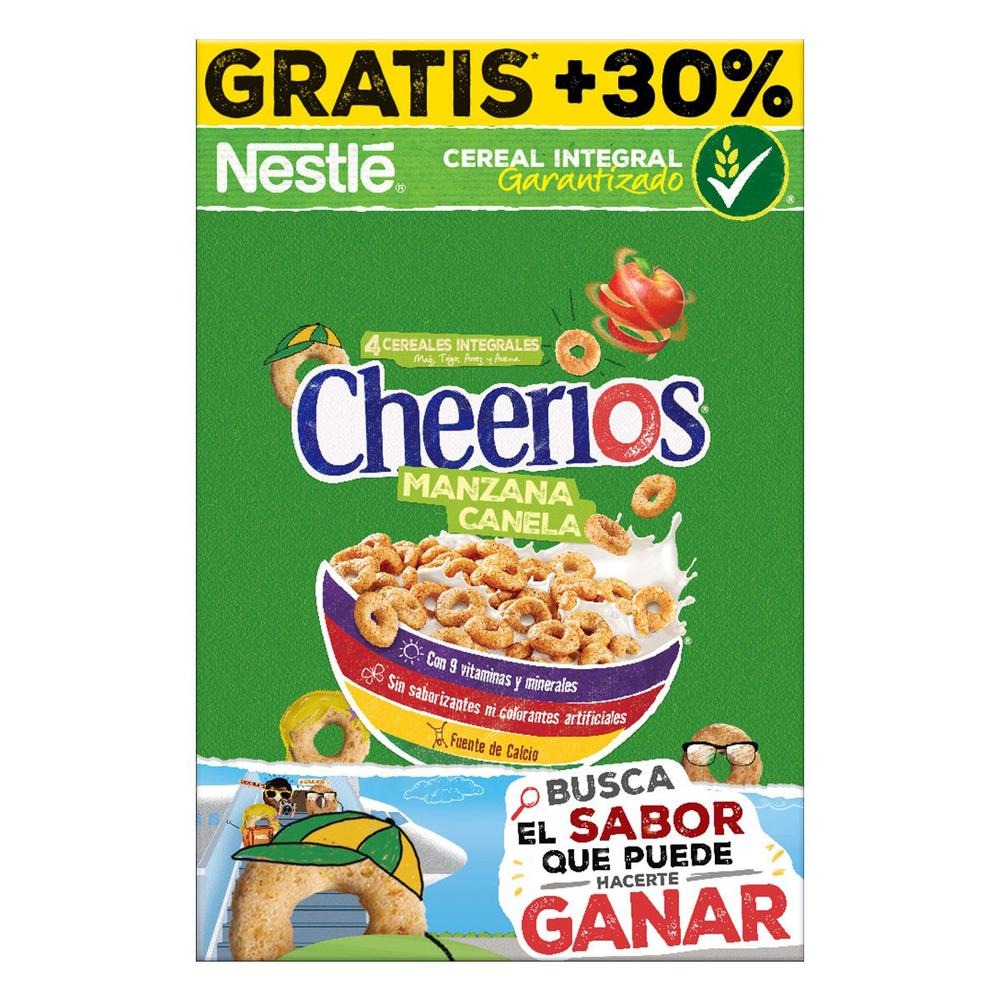 GRATIS* +30%
Nestlé®
CEREAL INTEGRAL
Garantizado
®
4 CEREALES INTEGRALES
Maíz, Trigo, Arroz y Avena
Cheerios®
MANZANA
CANELA
Con 9 vitaminas y minerales
®
Sin saborizantes ni colorantes artificiales
Fuente de Calcio
BUSCA
EL SABOR
QUE PUEDE
HACERTE
GANAR